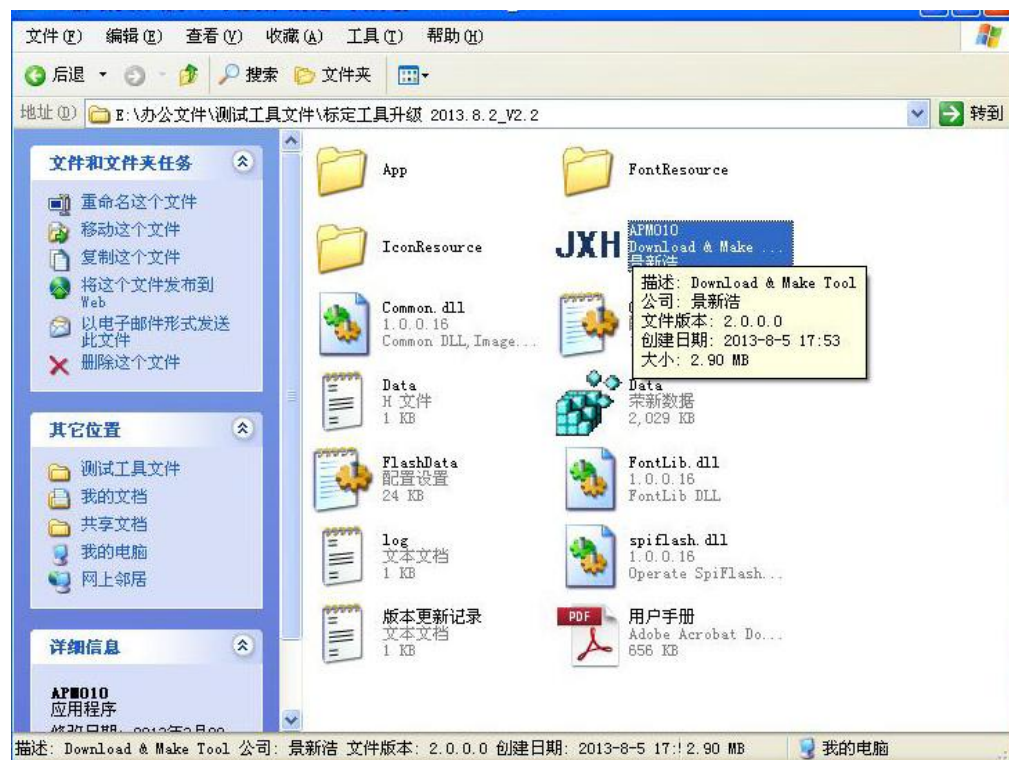 文件(F) 编辑(E) 查看(V) 收藏(A) 工具(T) 帮助(H)
后退 搜索 文件夹
地址(D) E:\办公文件\测试工具文件\标定工具升级 2013.8.2_V2.2 转到
文件和文件夹任务
重命名这个文件
移动这个文件
复制这个文件
将这个文件发布到
Web
以电子邮件形式发送
此文件
删除这个文件
其它位置
测试工具文件
我的文档
共享文档
我的电脑
网上邻居
详细信息
APM010
应用程序
App
FontResource
IconResource
JXH
APM010
Download & Make ...
景新浩
描述: Download & Make Tool
公司: 景新浩
文件版本: 2.0.0.0
创建日期: 2013-8-5 17:53
大小: 2.90 MB
Common.dll
1.0.0.16
Common DLL, Image...
Data
H 文件
1 KB
Data
荣新数据
2,029 KB
FlashData
配置设置
24 KB
FontLib.dll
1.0.0.16
FontLib DLL
log
文本文档
1 KB
spiflash.dll
1.0.0.16
Operate SpiFlash...
版本更新记录
文本文档
1 KB
PDF
用户手册
Adobe Acrobat Do...
656 KB
描述: Download & Make Tool 公司: 景新浩 文件版本: 2.0.0.0 创建日期: 2013-8-5 17: 2.90 MB 我的电脑